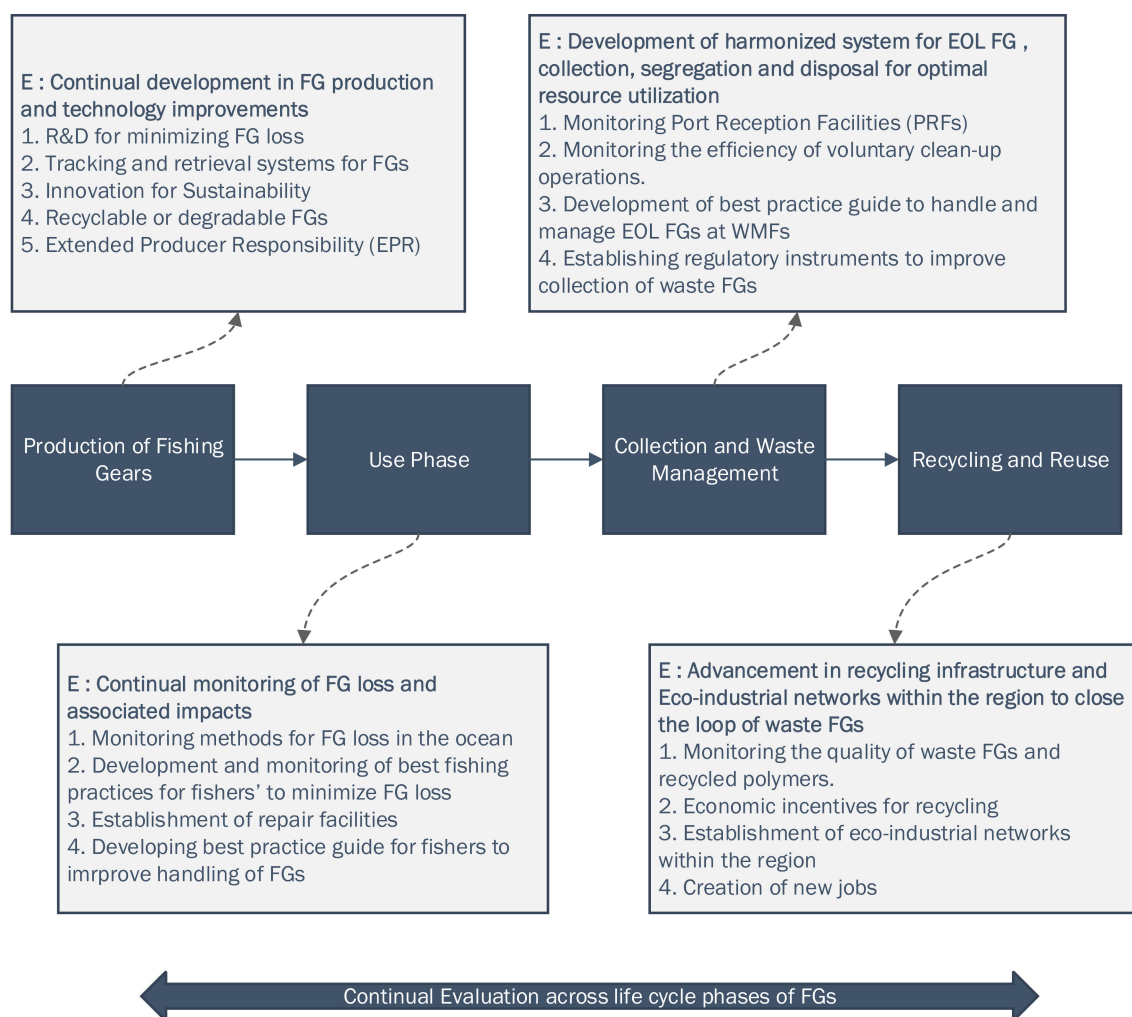 E : Continual development in FG production
and technology improvements
1. R&D for minimizing FG loss
2. Tracking and retrieval systems for FGs
3. Innovation for Sustainability
4. Recyclable or degradable FGs
5. Extended Producer Responsibility (EPR)
E : Development of harmonized system for EOL FG ,
collection, segregation and disposal for optimal
resource utilization
1. Monitoring Port Reception Facilities (PRFs)
2. Monitoring the efficiency of voluntary clean-up
operations.
3. Development of best practice guide to handle and
manage EOL FGs at WMFs
4. Establishing regulatory instruments to improve
collection of waste FGs
Production of Fishing
Gears
Use Phase
Collection and Waste
Management
Recycling and Reuse
E : Continual monitoring of FG loss and
associated impacts
1. Monitoring methods for FG loss in the ocean
2. Development and monitoring of best fishing
practices for fishers’ to minimize FG loss
3. Establishment of repair facilities
4. Developing best practice guide for fishers to
imrprove handling of FGs
E : Advancement in recycling infrastructure and
Eco-industrial networks within the region to close
the loop of waste FGs
1. Monitoring the quality of waste FGs and
recycled polymers.
2. Economic incentives for recycling
3. Establishment of eco-industrial networks
within the region
4. Creation of new jobs
Continual Evaluation across life cycle phases of FGs